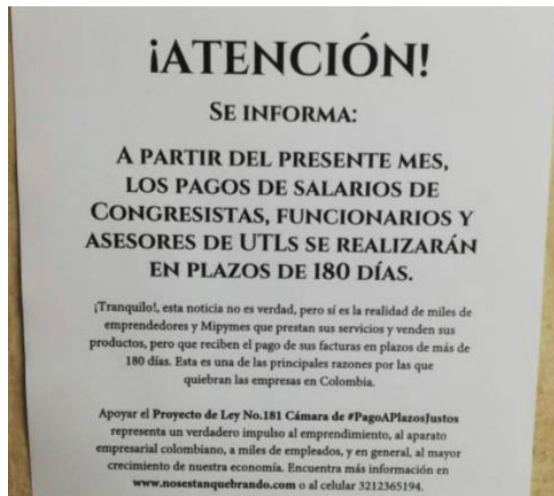 ¡ATENCIÓN!
SE INFORMA:
A PARTIR DEL PRESENTE MES,
LOS PAGOS DE SALARIOS DE
CONGRESISTAS, FUNCIONARIOS Y
ASESORES DE UTLS SE REALIZARÁN
EN PLAZOS DE 180 DÍAS.
¡Tranquilo!, esta noticia no es verdad, pero sí es la realidad de miles de
emprendedores y Mipymes que prestan sus servicios y venden sus
productos, pero que reciben el pago de sus facturas en plazos de más de
180 días. Esta es una de las principales razones por las que
quiebran las empresas en Colombia.
Apoyar el Proyecto de Ley No.181 Cámara de #PagoAPlazosJustos
representa un verdadero impulso al emprendimiento, al aparato
empresarial colombiano, a miles de empleados, y en general, al mayor
crecimiento de nuestra economía. Encuentra más información en
www.nosestanquebrando.com o al celular 3212365194.